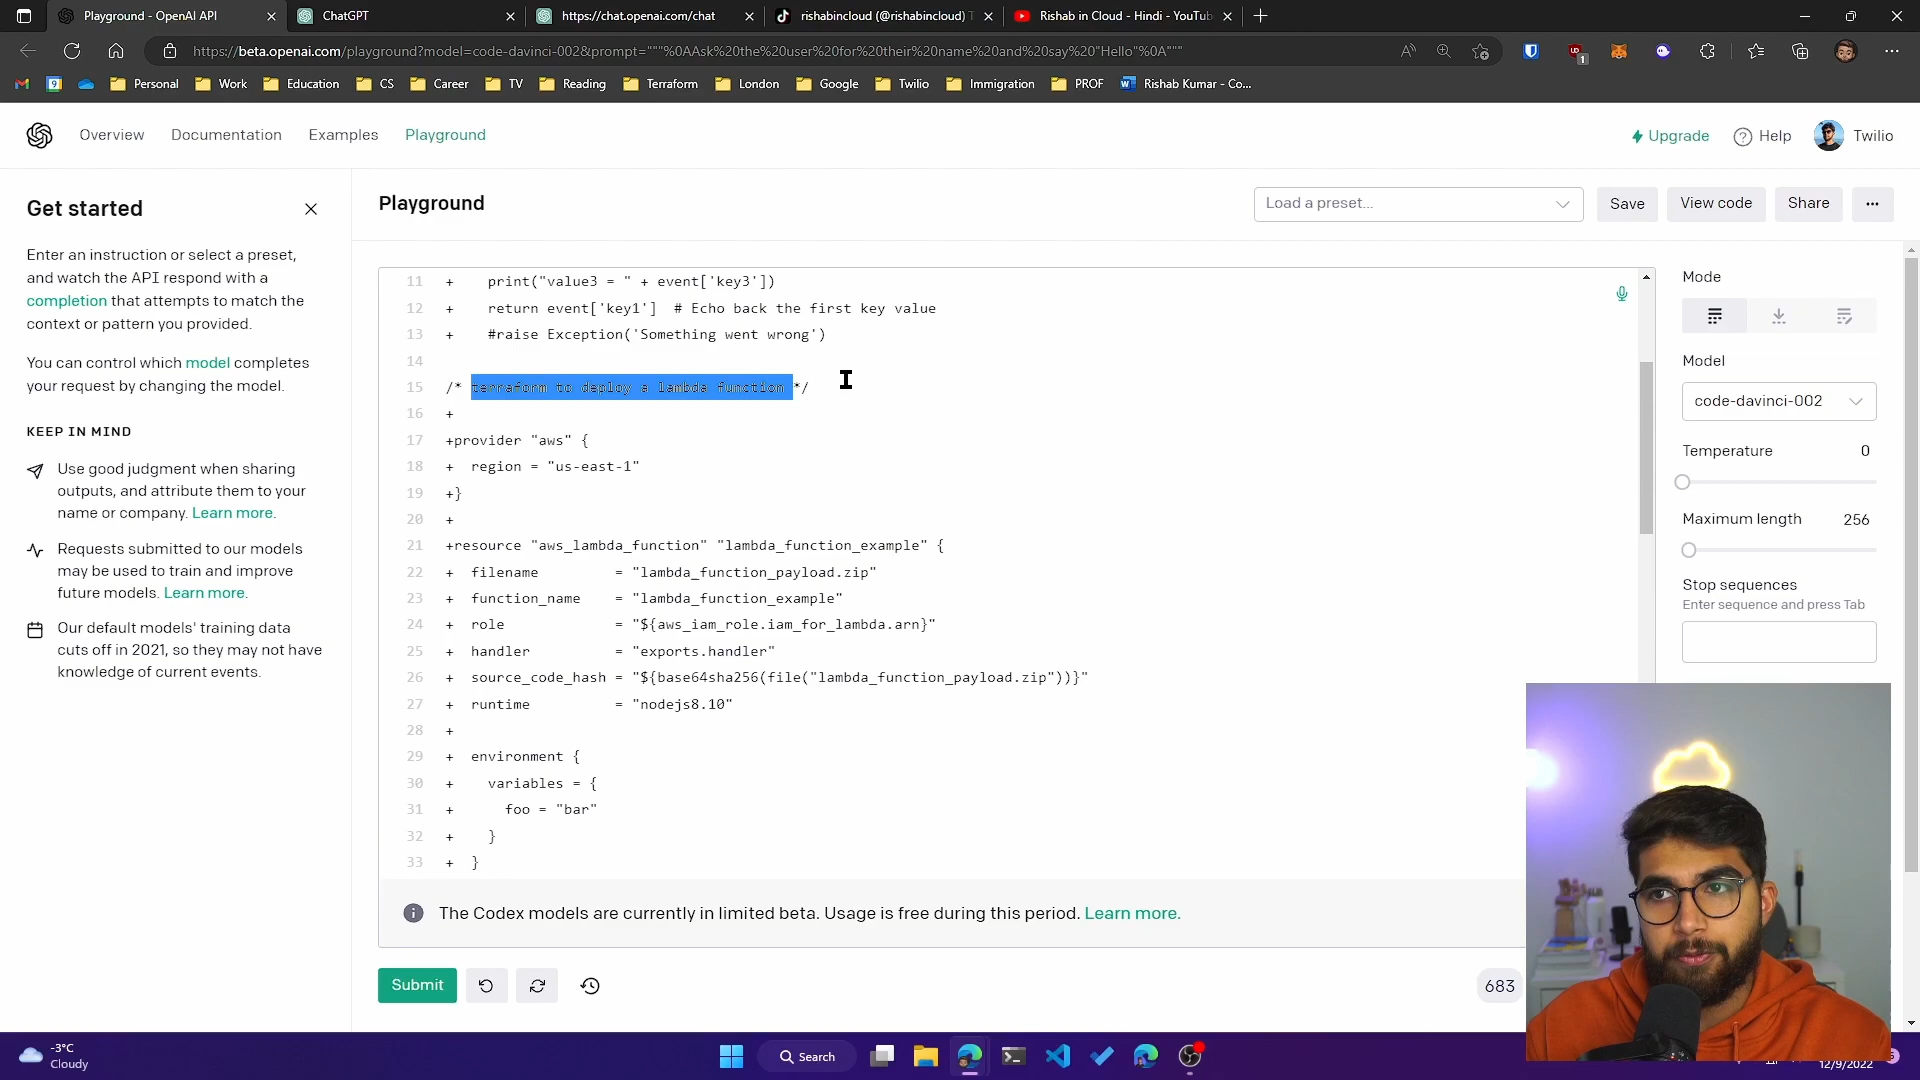 Playground - OpenAI API
ChatGPT
https://chat.openai.com/chat
rishabincloud (@rishabincloud) T
Rishab in Cloud - Hindi - YouTub
https://beta.openai.com/playground?model=code-davinci-002&prompt="""%0AAsk%20the%20user%20for%20their%20name%20and%20say%20"Hello"%0A"""
1
9
Personal
Work
Education
CS
Career
TV
Reading
Terraform
London
Google
Twilio
Immigration
PROF
Rishab Kumar - Co...
Overview
Documentation
Examples
Playground
Upgrade
Help
Twilio
Get started
Playground
Load a preset...
Save
View code
Share
...
Enter an instruction or select a preset,
and watch the API respond with a
completion that attempts to match the
context or pattern you provided.
You can control which model completes
your request by changing the model.
KEEP IN MIND
Use good judgment when sharing
outputs, and attribute them to your
name or company. Learn more.
Requests submitted to our models
may be used to train and improve
future models. Learn more.
Our default models' training data
cuts off in 2021, so they may not have
knowledge of current events.
11 + print("value3 = " + event['key3'])
12 + return event['key1'] # Echo back the first key value
13 + #raise Exception('Something went wrong')
14
15 /* terraform to deploy a lambda function */
16 +
17 +provider "aws" {
18 + region = "us-east-1"
19 +}
20 +
21 +resource "aws_lambda_function" "lambda_function_example" {
22 + filename = "lambda_function_payload.zip"
23 + function_name = "lambda_function_example"
24 + role = "${aws_iam_role.iam_for_lambda.arn}"
25 + handler = "exports.handler"
26 + source_code_hash = "${base64sha256(file("lambda_function_payload.zip"))}"
27 + runtime = "nodejs8.10"
28 +
29 + environment {
30 + variables = {
31 + foo = "bar"
32 + }
33 + }
The Codex models are currently in limited beta. Usage is free during this period. Learn more.
Submit
683
Mode
Model
code-davinci-002
Temperature 0
Maximum length 256
Stop sequences
Enter sequence and press Tab
-3°C
Cloudy
Search
12/9/2022